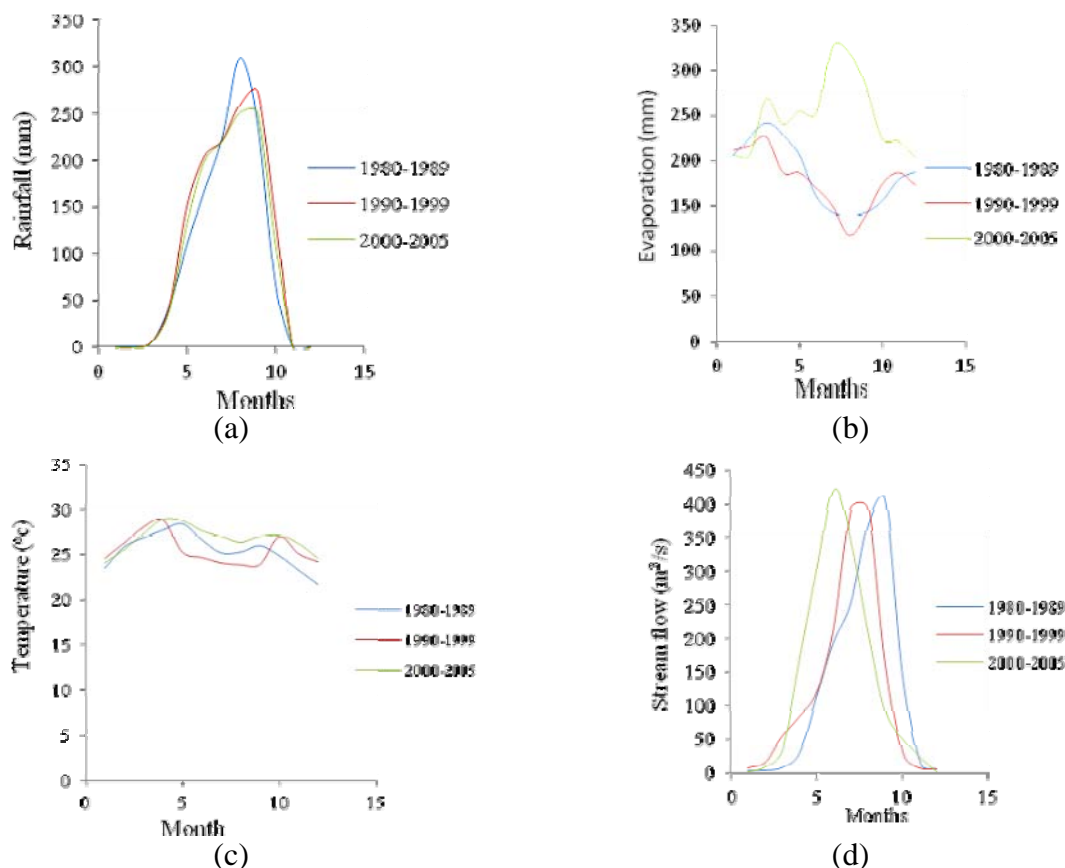 350
300
250
200
150
100
50
0
0 5 10 15
Rainfall (mm)
Months
1980-1989
1990-1999
2000-2005
(a)
350
300
250
200
150
100
50
0
0 5 10 15
Evaporation (mm)
Months
1980-1989
1990-1999
2000-2005
(b)
35
30
25
20
15
10
5
0
0 5 10 15
Temperature (°c)
Month
1980-1989
1990-1999
2000-2005
(c)
450
400
350
300
250
200
150
100
50
0
0 5 10 15
Stream flow (m³/s)
Months
1980-1989
1990-1999
2000-2005
(d)